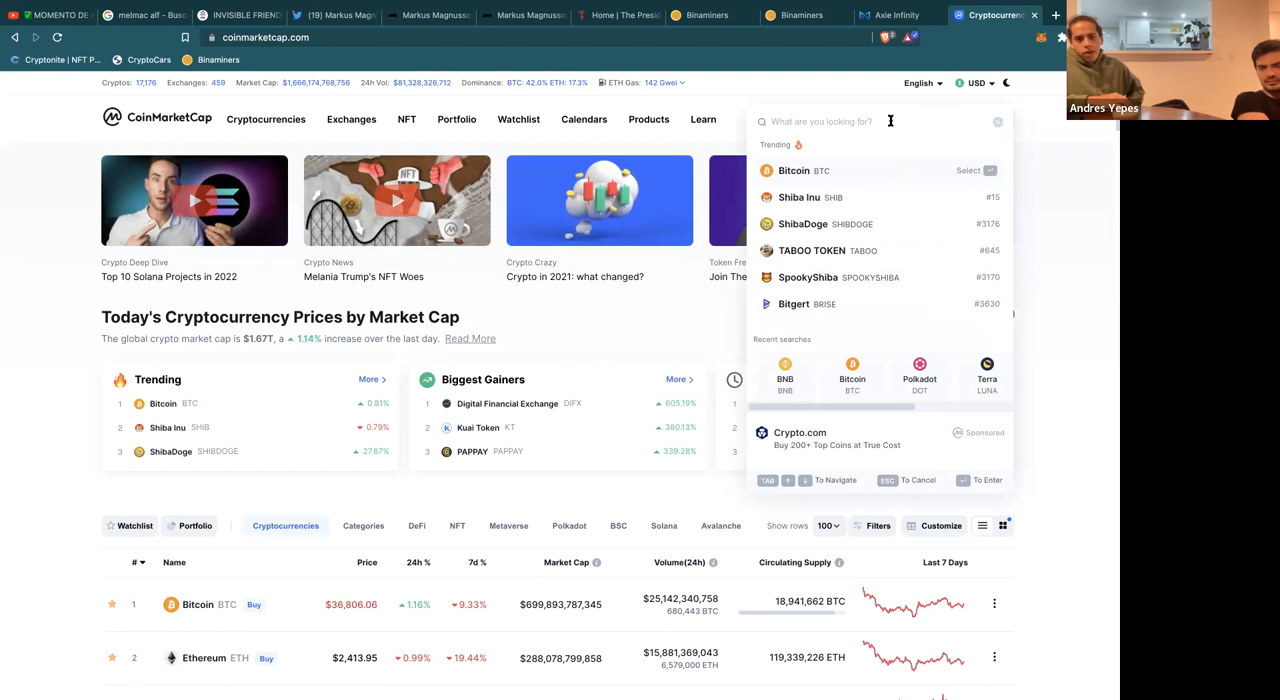 MOMENTO DE A
melmac alf - Busc
INVISIBLE FRIEND
(19) Markus Magn
Markus Magnusso
Markus Magnusso
Home | The Presid
Binaminers
Binaminers
Axie Infinity
Cryptocurrenc
coinmarketcap.com
Cryptonite | NFT P...
CryptoCars
Binaminers
Andres Yepes
Cryptos: 17,176
Exchanges: 459
Market Cap: $1,666,174,768,756
24h Vol: $81,328,326,712
Dominance: BTC: 42.0% ETH: 17.3%
ETH Gas: 142 Gwei
English
USD
CoinMarketCap
Cryptocurrencies
Exchanges
NFT
Portfolio
Watchlist
Calendars
Products
Learn
What are you looking for?
Trending
Bitcoin BTC
Select
Shiba Inu SHIB
#15
ShibaDoge SHIBDOGE
#3176
TABOO TOKEN TABOO
#645
SpookyShiba SPOOKYSHIBA
#3170
Bitgert BRISE
#3630
Recent searches
BNB
BNB
Bitcoin
BTC
Polkadot
DOT
Terra
LUNA
Crypto.com
Buy 200+ Top Coins at True Cost
Sponsored
TAB To Navigate
ESC To Cancel
To Enter
NFT
Crypto Deep Dive
Top 10 Solana Projects in 2022
Crypto News
Melania Trump's NFT Woes
Crypto Crazy
Crypto in 2021: what changed?
Token Fre
Join The
Today's Cryptocurrency Prices by Market Cap
The global crypto market cap is $1.67T, a 1.14% increase over the last day. Read More
Trending
More
1 Bitcoin BTC 0.81%
2 Shiba Inu SHIB 0.79%
3 ShibaDoge SHIBDOGE 27.87%
Biggest Gainers
More
1 Digital Financial Exchange DIFX 605.19%
2 Kuai Token KT 380.13%
3 PAPPAY PAPPAY 339.28%
1
2
3
Watchlist
Portfolio
Cryptocurrencies
Categories
DeFi
NFT
Metaverse
Polkadot
BSC
Solana
Avalanche
Show rows 100
Filters
Customize
# Name Price 24h % 7d % Market Cap Volume(24h) Circulating Supply Last 7 Days
1 Bitcoin BTC Buy $36,806.06 1.16% 9.33% $699,893,787,345 $25,142,340,758 18,941,662 BTC
680,443 BTC
2 Ethereum ETH Buy $2,413.95 0.99% 19.44% $288,078,799,858 $15,881,369,043 119,339,226 ETH
6,579,000 ETH